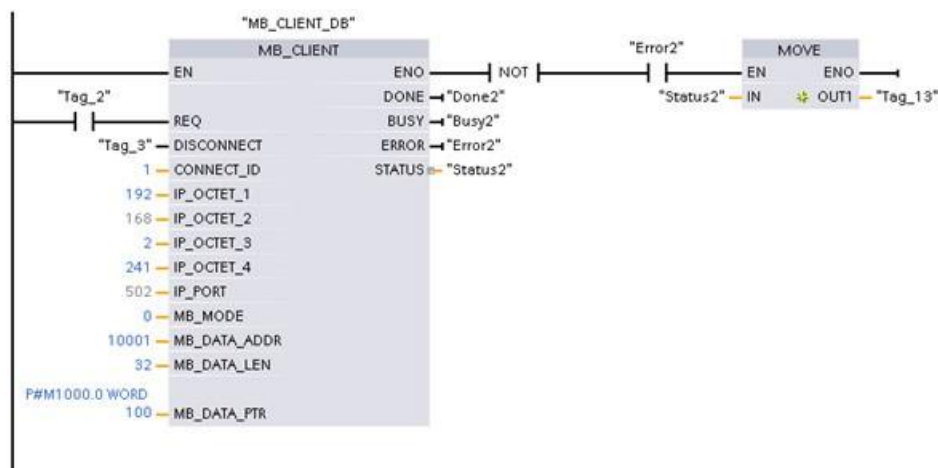 "MB_CLIENT_DB"
MB_CLIENT
"Error2"
MOVE
EN ENO NOT EN ENO
"Tag_2" DONE "Done2" "Status2" IN OUT1 "Tag_13"
REQ BUSY "Busy2"
"Tag_3" DISCONNECT ERROR "Error2"
1 CONNECT_ID STATUS "Status2"
192 IP_OCTET_1
168 IP_OCTET_2
2 IP_OCTET_3
241 IP_OCTET_4
502 IP_PORT
0 MB_MODE
10001 MB_DATA_ADDR
32 MB_DATA_LEN
P#M1000.0 WORD
100 MB_DATA_PTR